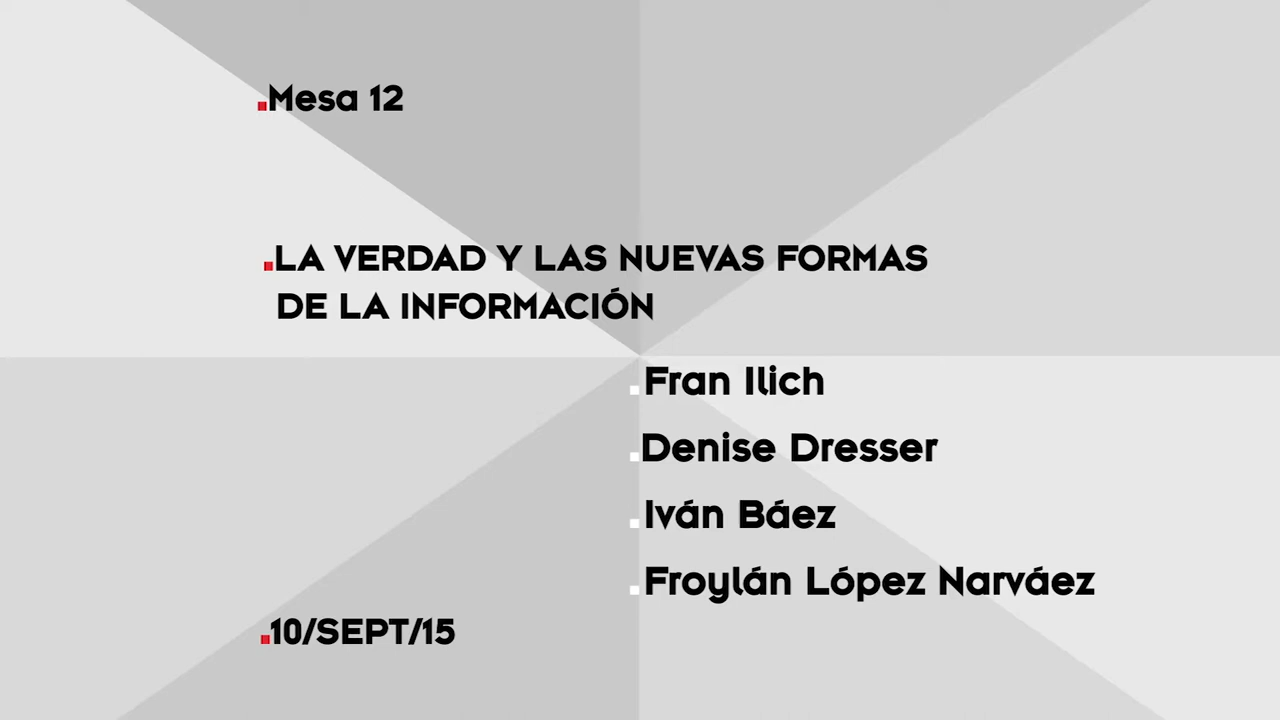 Mesa 12
LA VERDAD Y LAS NUEVAS FORMAS
DE LA INFORMACIÓN
Fran Ilich
Denise Dresser
Iván Báez
Froylán López Narváez
10/SEPT/15